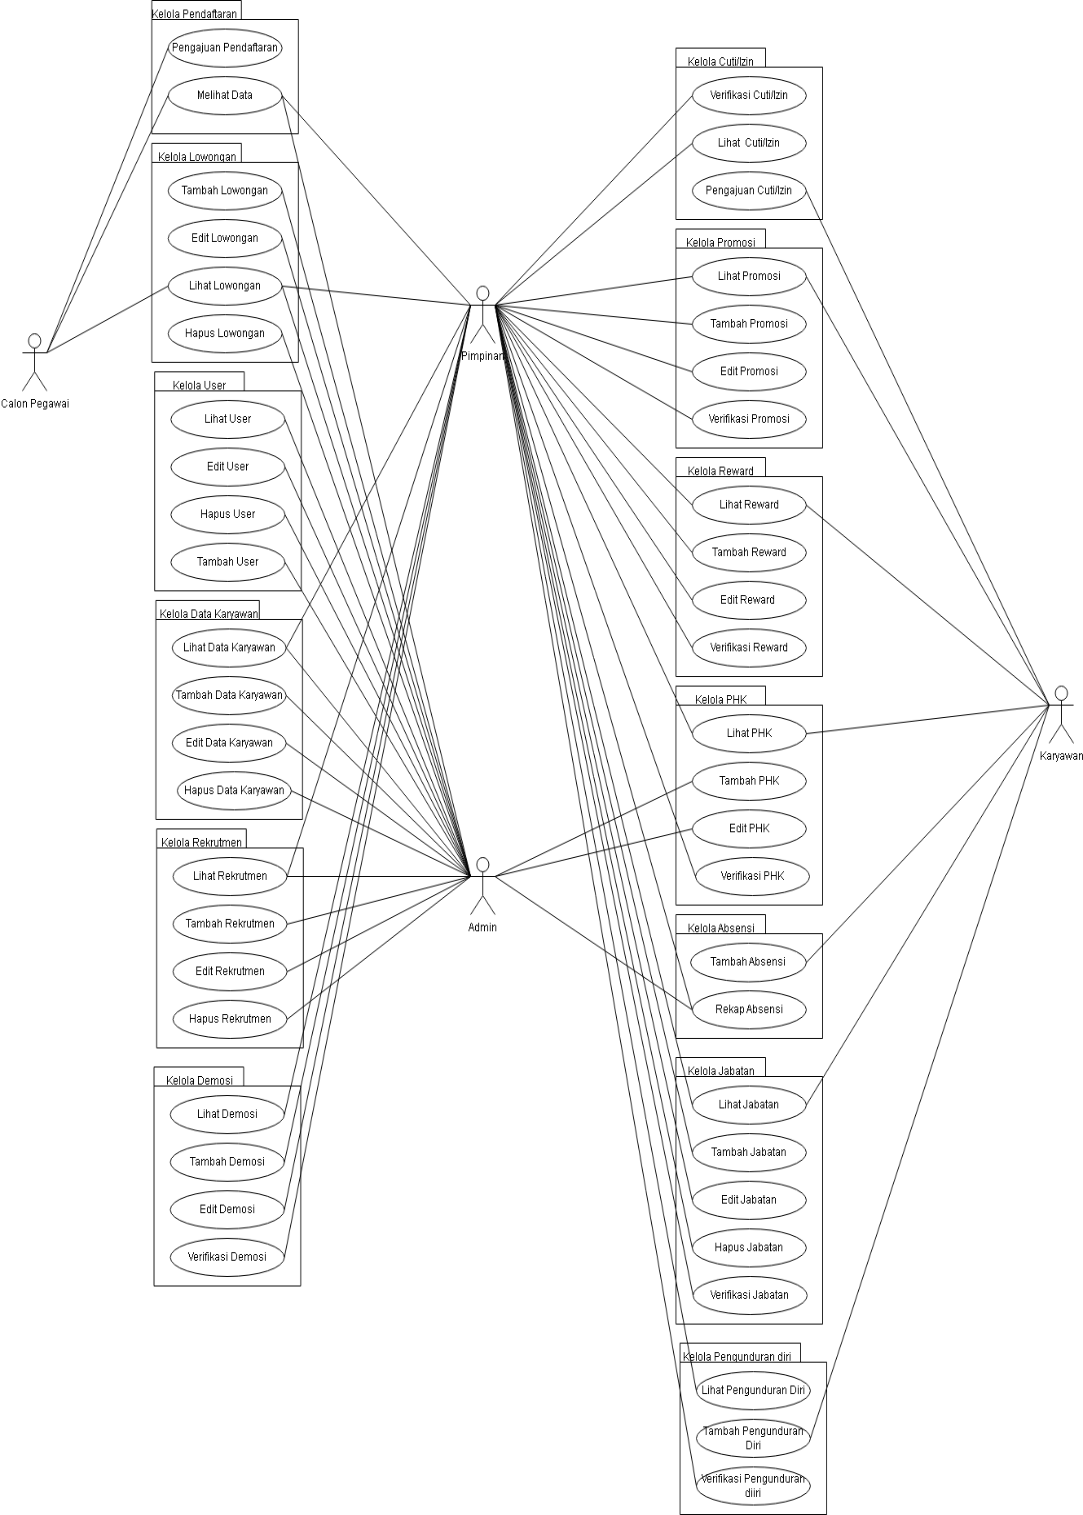 Kelola Pendaftaran
Pengajuan Pendaftaran
Melihat Data
Kelola Lowongan
Tambah Lowongan
Edit Lowongan
Lihat Lowongan
Hapus Lowongan
Calon Pegawai
Kelola User
Lihat User
Edit User
Hapus User
Tambah User
Kelola Data Karyawan
Lihat Data Karyawan
Tambah Data Karyawan
Edit Data Karyawan
Hapus Data Karyawan
Kelola Rekrutmen
Lihat Rekrutmen
Tambah Rekrutmen
Edit Rekrutmen
Hapus Rekrutmen
Kelola Demosi
Lihat Demosi
Tambah Demosi
Edit Demosi
Verifikasi Demosi
Pimpinan
Admin
Kelola Cuti/Izin
Verifikasi Cuti/Izin
Lihat Cuti/Izin
Pengajuan Cuti/Izin
Kelola Promosi
Lihat Promosi
Tambah Promosi
Edit Promosi
Verifikasi Promosi
Kelola Reward
Lihat Reward
Tambah Reward
Edit Reward
Verifikasi Reward
Kelola PHK
Lihat PHK
Tambah PHK
Edit PHK
Verifikasi PHK
Kelola Absensi
Tambah Absensi
Rekap Absensi
Kelola Jabatan
Lihat Jabatan
Tambah Jabatan
Edit Jabatan
Hapus Jabatan
Verifikasi Jabatan
Kelola Pengunduran diri
Lihat Pengunduran Diri
Tambah Pengunduran
Diri
Verifikasi Pengunduran
diiri
Karyawan